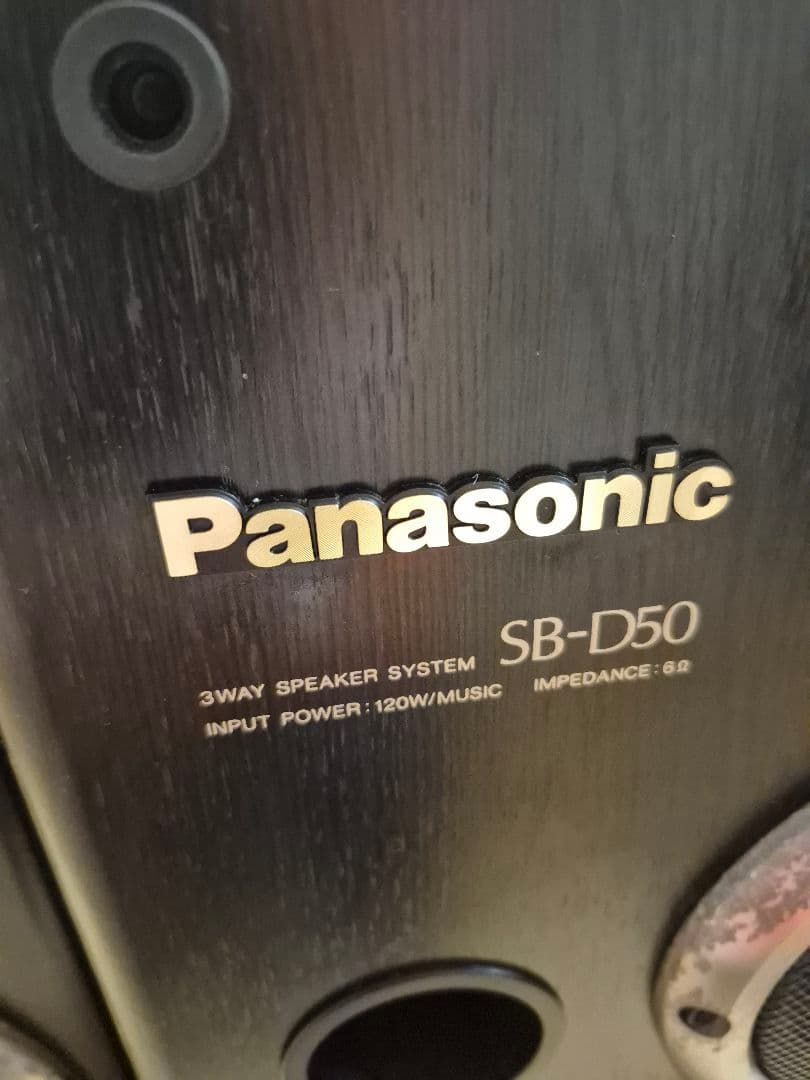 Panasonic
SB-D50
3WAY SPEAKER SYSTEM
INPUT POWER:120W/MUSIC IMPEDANCE:6Ω